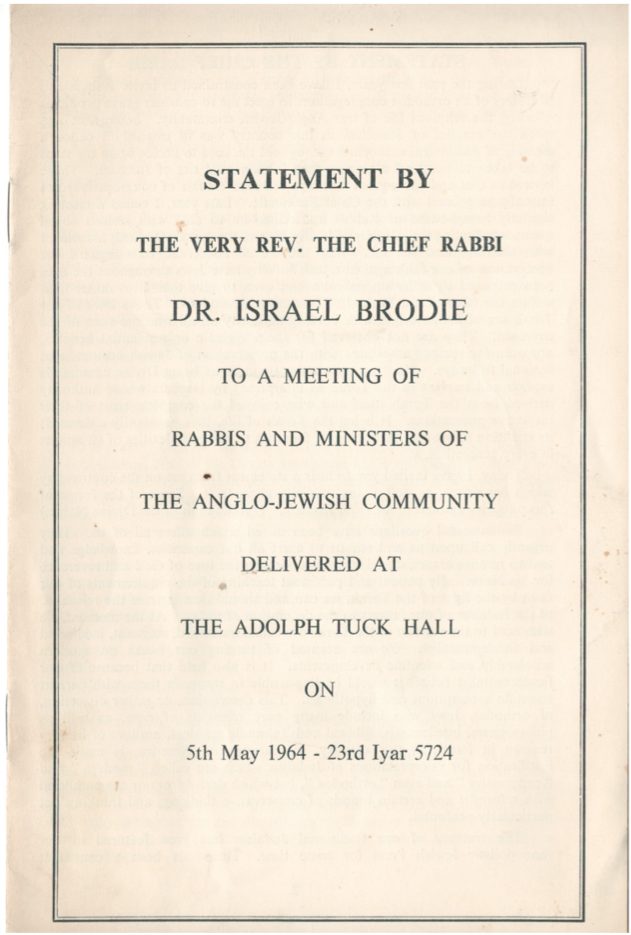 STATEMENT BY
THE VERY REV. THE CHIEF RABBI
DR. ISRAEL BRODIE
TO A MEETING OF
RABBIS AND MINISTERS OF
THE ANGLO-JEWISH COMMUNITY
DELIVERED AT
THE ADOLPH TUCK HALL
ON
5th May 1964 - 23rd Iyar 5724